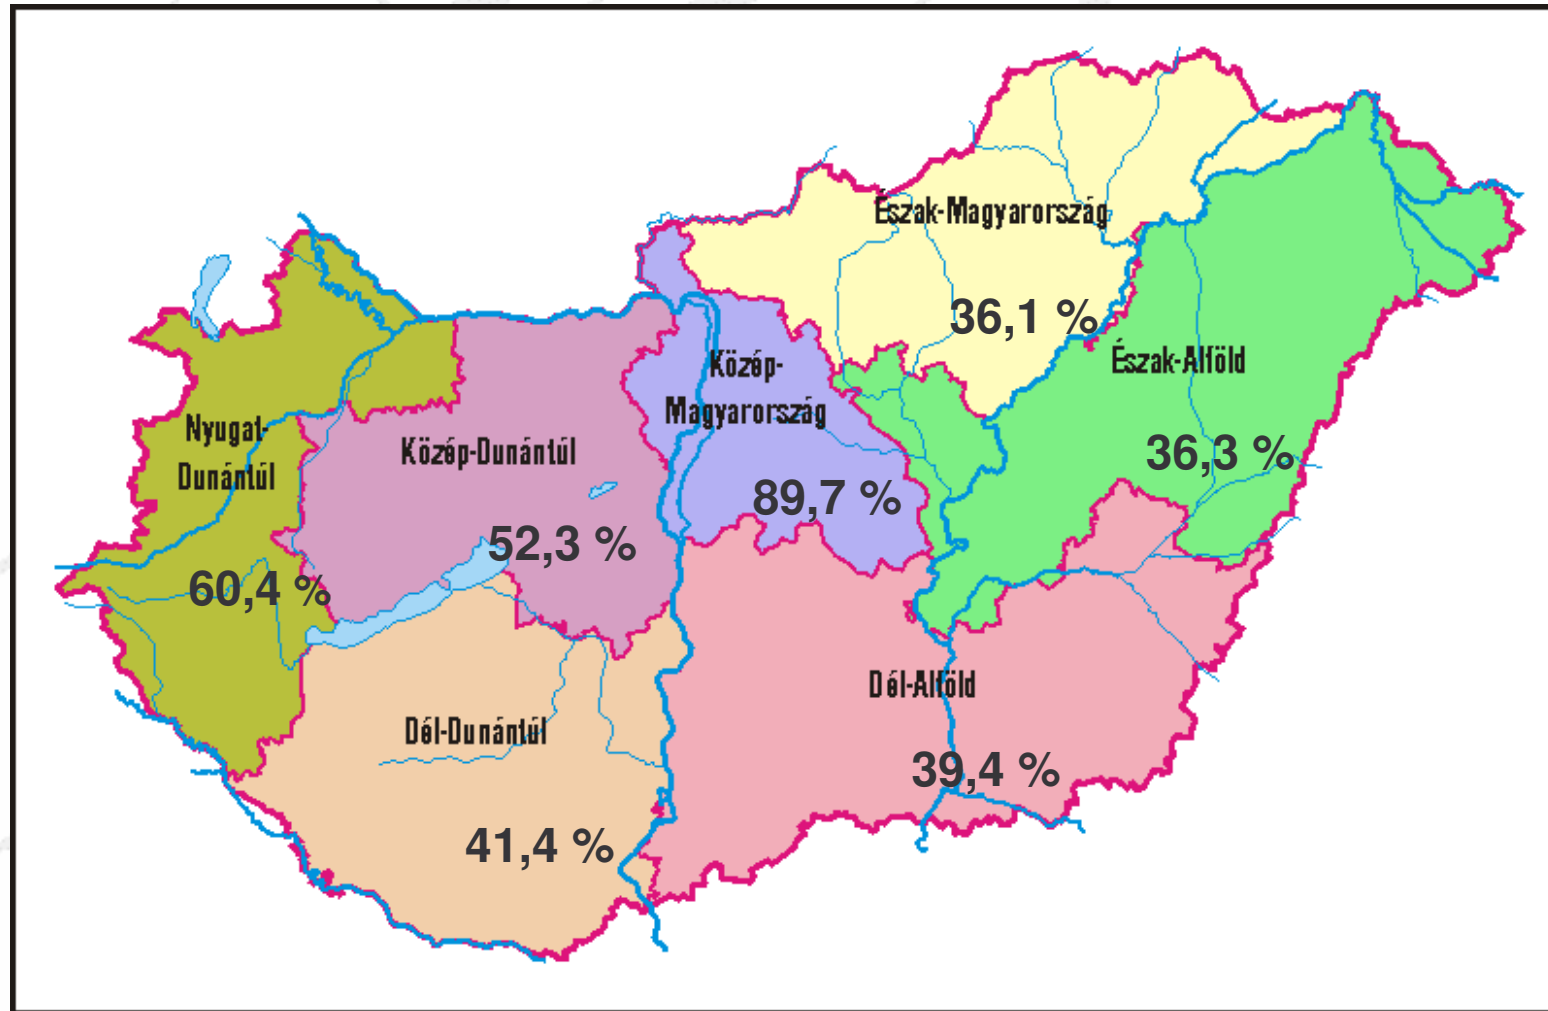 Észak-Magyarország
36,1 %
Észak-Alföld
36,3 %
Közép-
Magyarország
89,7 %
Nyugat-
Dunántúl
60,4 %
Közép-Dunántúl
52,3 %
Dél-Alföld
39,4 %
Dél-Dunántúl
41,4 %